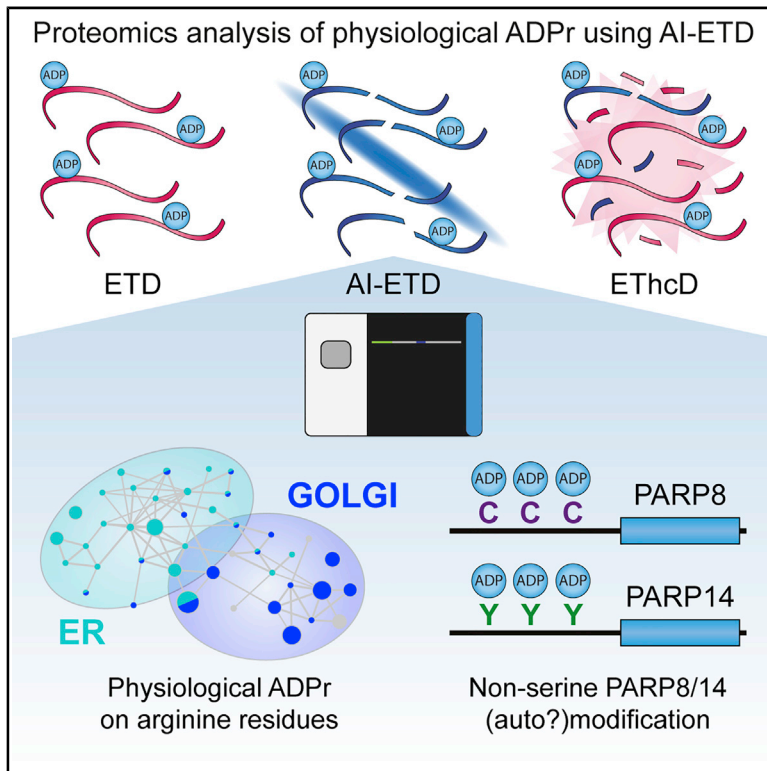 Proteomics analysis of physiological ADPr using AI-ETD
ADP
ADP
ADP
ADP
ADP
ADP
ADP
ADP
ADP
ADP
ADP
ADP
ETD
AI-ETD
EThcD
GOLGI
ER
Physiological ADPr
on arginine residues
ADP ADP ADP
C C C
PARP8
ADP ADP ADP
Y Y Y
PARP14
Non-serine PARP8/14
(auto?)modification